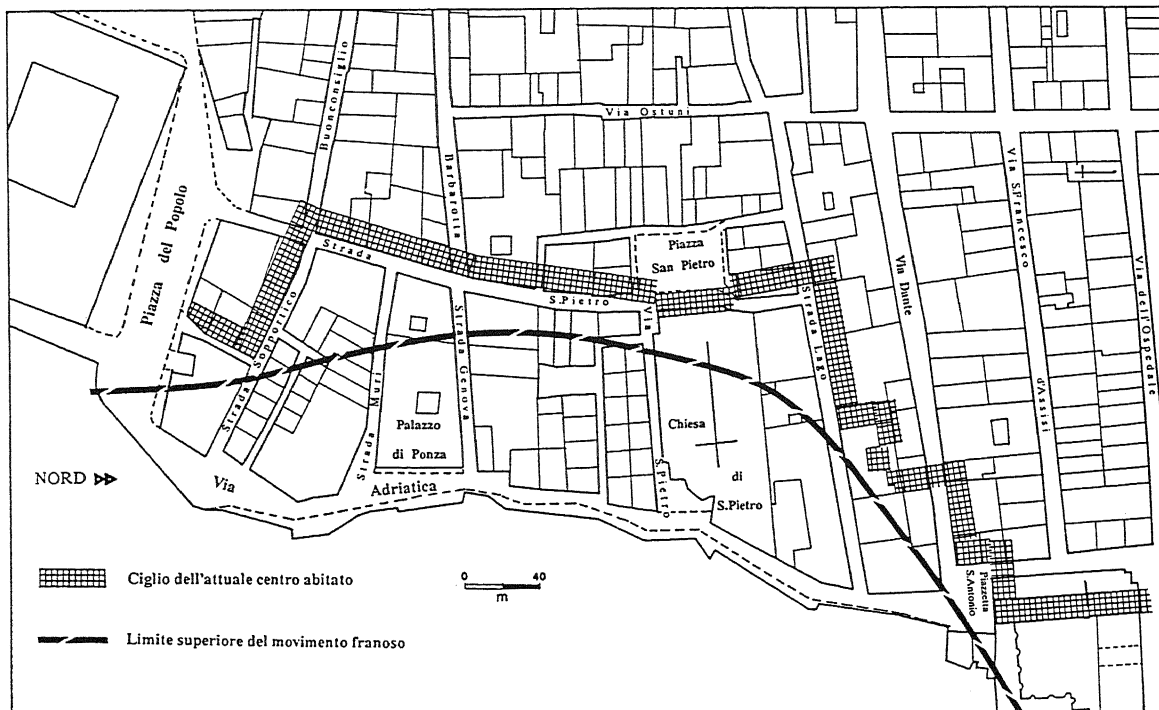 Buonconsiglio
Barbarotta
Via Ostuni
Piazza del Popolo
Strada
S. Pietro
Piazza
San Pietro
Via S. Francesco
d'Assisi
Via dell'Ospedale
Via Dante
Strada Lago
Strada Sopportico
Strada Muri
Strada Genova
Via
S. Pietro
Palazzo
di Ponza
Chiesa
di
S. Pietro
NORD
Via
Adriatica
Piazzetta
S. Antonio
Ciglio dell'attuale centro abitato
0 40
m
Limite superiore del movimento franoso